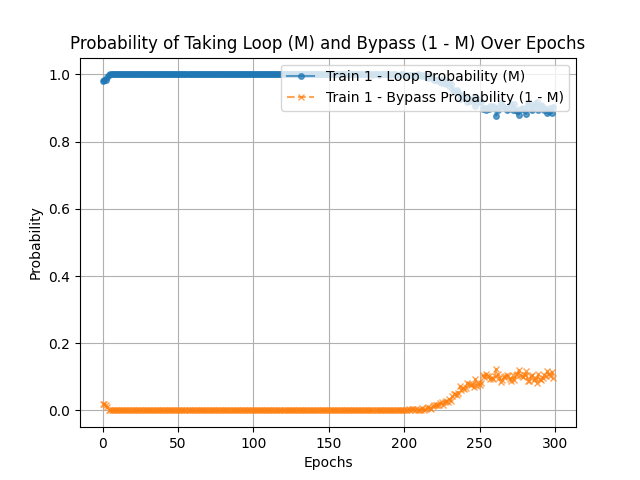 Probability of Taking Loop (M) and Bypass (1 - M) Over Epochs
Train 1 - Loop Probability (M)
Train 1 - Bypass Probability (1 - M)
Probability
1.0
0.8
0.6
0.4
0.2
0.0
0 50 100 150 200 250 300
Epochs